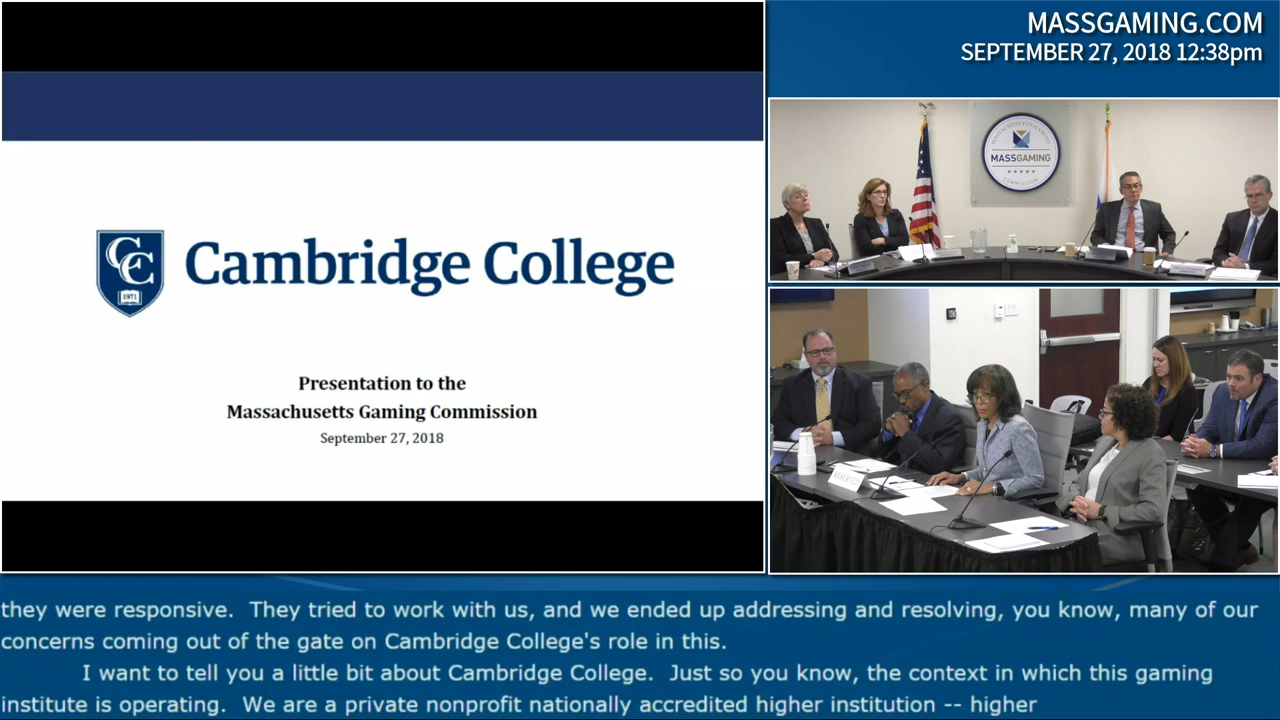 MASSGAMING.COM
SEPTEMBER 27, 2018 12:38pm
CC
1971
Cambridge College
Presentation to the
Massachusetts Gaming Commission
September 27, 2018
MASSACHUSETTS GAMING
MASSGAMING
COMMISSION
RESERVED
they were responsive.  They tried to work with us, and we ended up addressing and resolving, you know, many of our
concerns coming out of the gate on Cambridge College's role in this.
I want to tell you a little bit about Cambridge College.  Just so you know, the context in which this gaming
institute is operating.  We are a private nonprofit nationally accredited higher institution -- higher